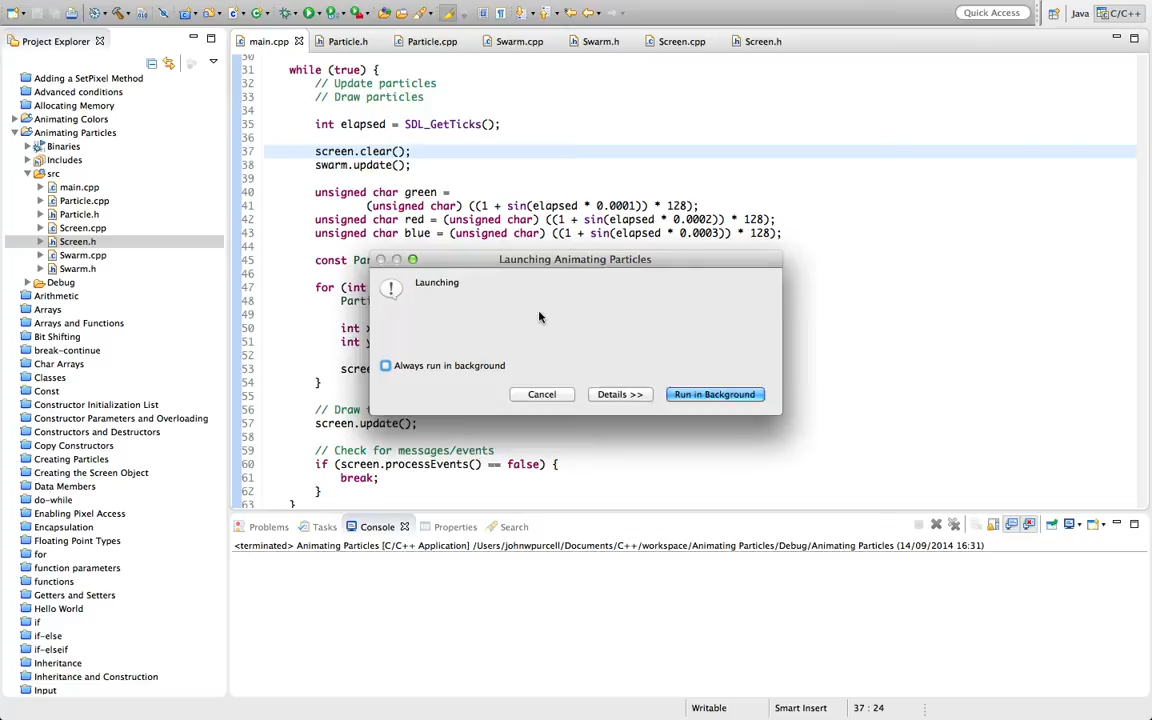 Quick Access
Java
C/C++
Project Explorer
main.cpp
Particle.h
Particle.cpp
Swarm.cpp
Swarm.h
Screen.cpp
Screen.h
Adding a SetPixel Method
Advanced conditions
Allocating Memory
Animating Colors
Animating Particles
Binaries
Includes
src
main.cpp
Particle.cpp
Particle.h
Screen.cpp
Screen.h
Swarm.cpp
Swarm.h
Debug
Arithmetic
Arrays
Arrays and Functions
Bit Shifting
break-continue
Char Arrays
Classes
Const
Constructor Initialization List
Constructor Parameters and Overloading
Constructors and Destructors
Copy Constructors
Creating Particles
Creating the Screen Object
Data Members
do-while
Enabling Pixel Access
Encapsulation
Floating Point Types
for
function parameters
functions
Getters and Setters
Hello World
if
if-else
if-elseif
Inheritance
Inheritance and Construction
Input
30
31 while (true) {
32 // Update particles
33 // Draw particles
34
35 int elapsed = SDL_GetTicks();
36
37 screen.clear();
38 swarm.update();
39
40 unsigned char green =
41 (unsigned char) ((1 + sin(elapsed * 0.0001)) * 128);
42 unsigned char red = (unsigned char) ((1 + sin(elapsed * 0.0002)) * 128);
43 unsigned char blue = (unsigned char) ((1 + sin(elapsed * 0.0003)) * 128);
44
45 const Par
46
47 for (int
48 Parti
49
50 int x
51 int y
52
53 scree
54 }
55
56 // Draw t
57 screen.update();
58
59 // Check for messages/events
60 if (screen.processEvents() == false) {
61 break;
62 }
63 }
Launching Animating Particles
Launching
Always run in background
Cancel
Details >>
Run in Background
Problems
Tasks
Console
Properties
Search
<terminated> Animating Particles [C/C++ Application] /Users/johnwpurcell/Documents/C++/workspace/Animating Particles/Debug/Animating Particles (14/09/2014 16:31)
Writable
Smart Insert
37 : 24